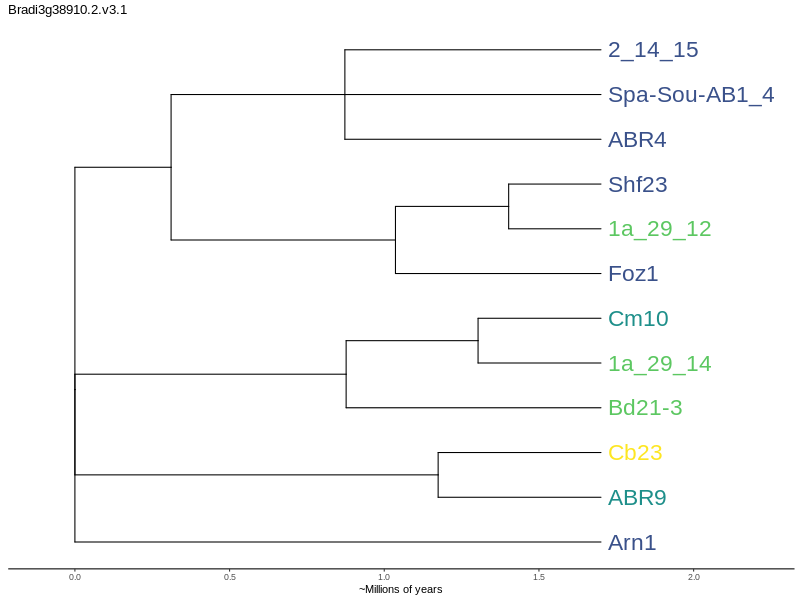 Bradi3g38910.2.v3.1
2_14_15
Spa-Sou-AB1_4
ABR4
Shf23
1a_29_12
Foz1
Cm10
1a_29_14
Bd21-3
Cb23
ABR9
Arn1
0.0 0.5 1.0 1.5 2.0
~Millions of years